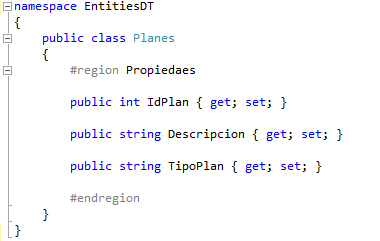 namespace EntitiesDT
{
public class Planes
{
#region Propiedaes
public int IdPlan { get; set; }
public string Descripcion { get; set; }
public string TipoPlan { get; set; }
#endregion
}
}